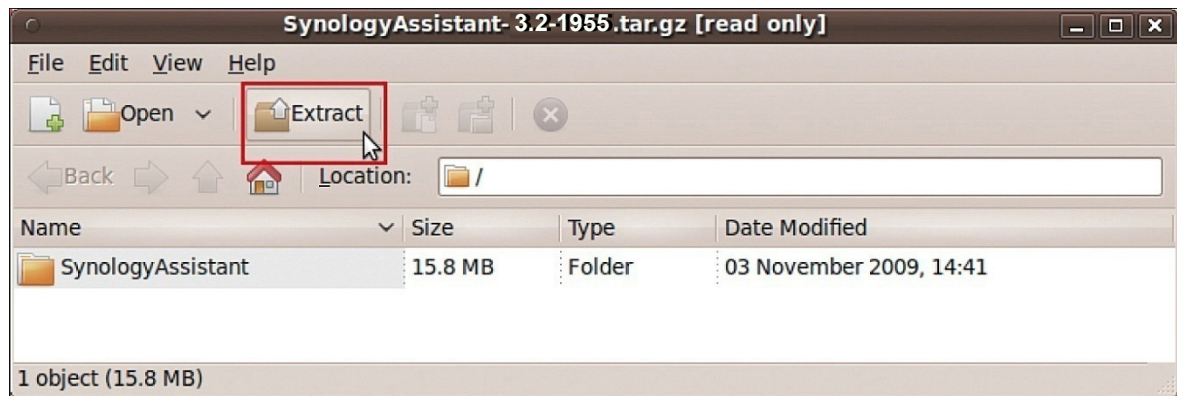 SynologyAssistant- 3.2-1955.tar.gz [read only]
File Edit View Help
Open Extract
Back Location: /
Name Size Type Date Modified
SynologyAssistant 15.8 MB Folder 03 November 2009, 14:41
1 object (15.8 MB)